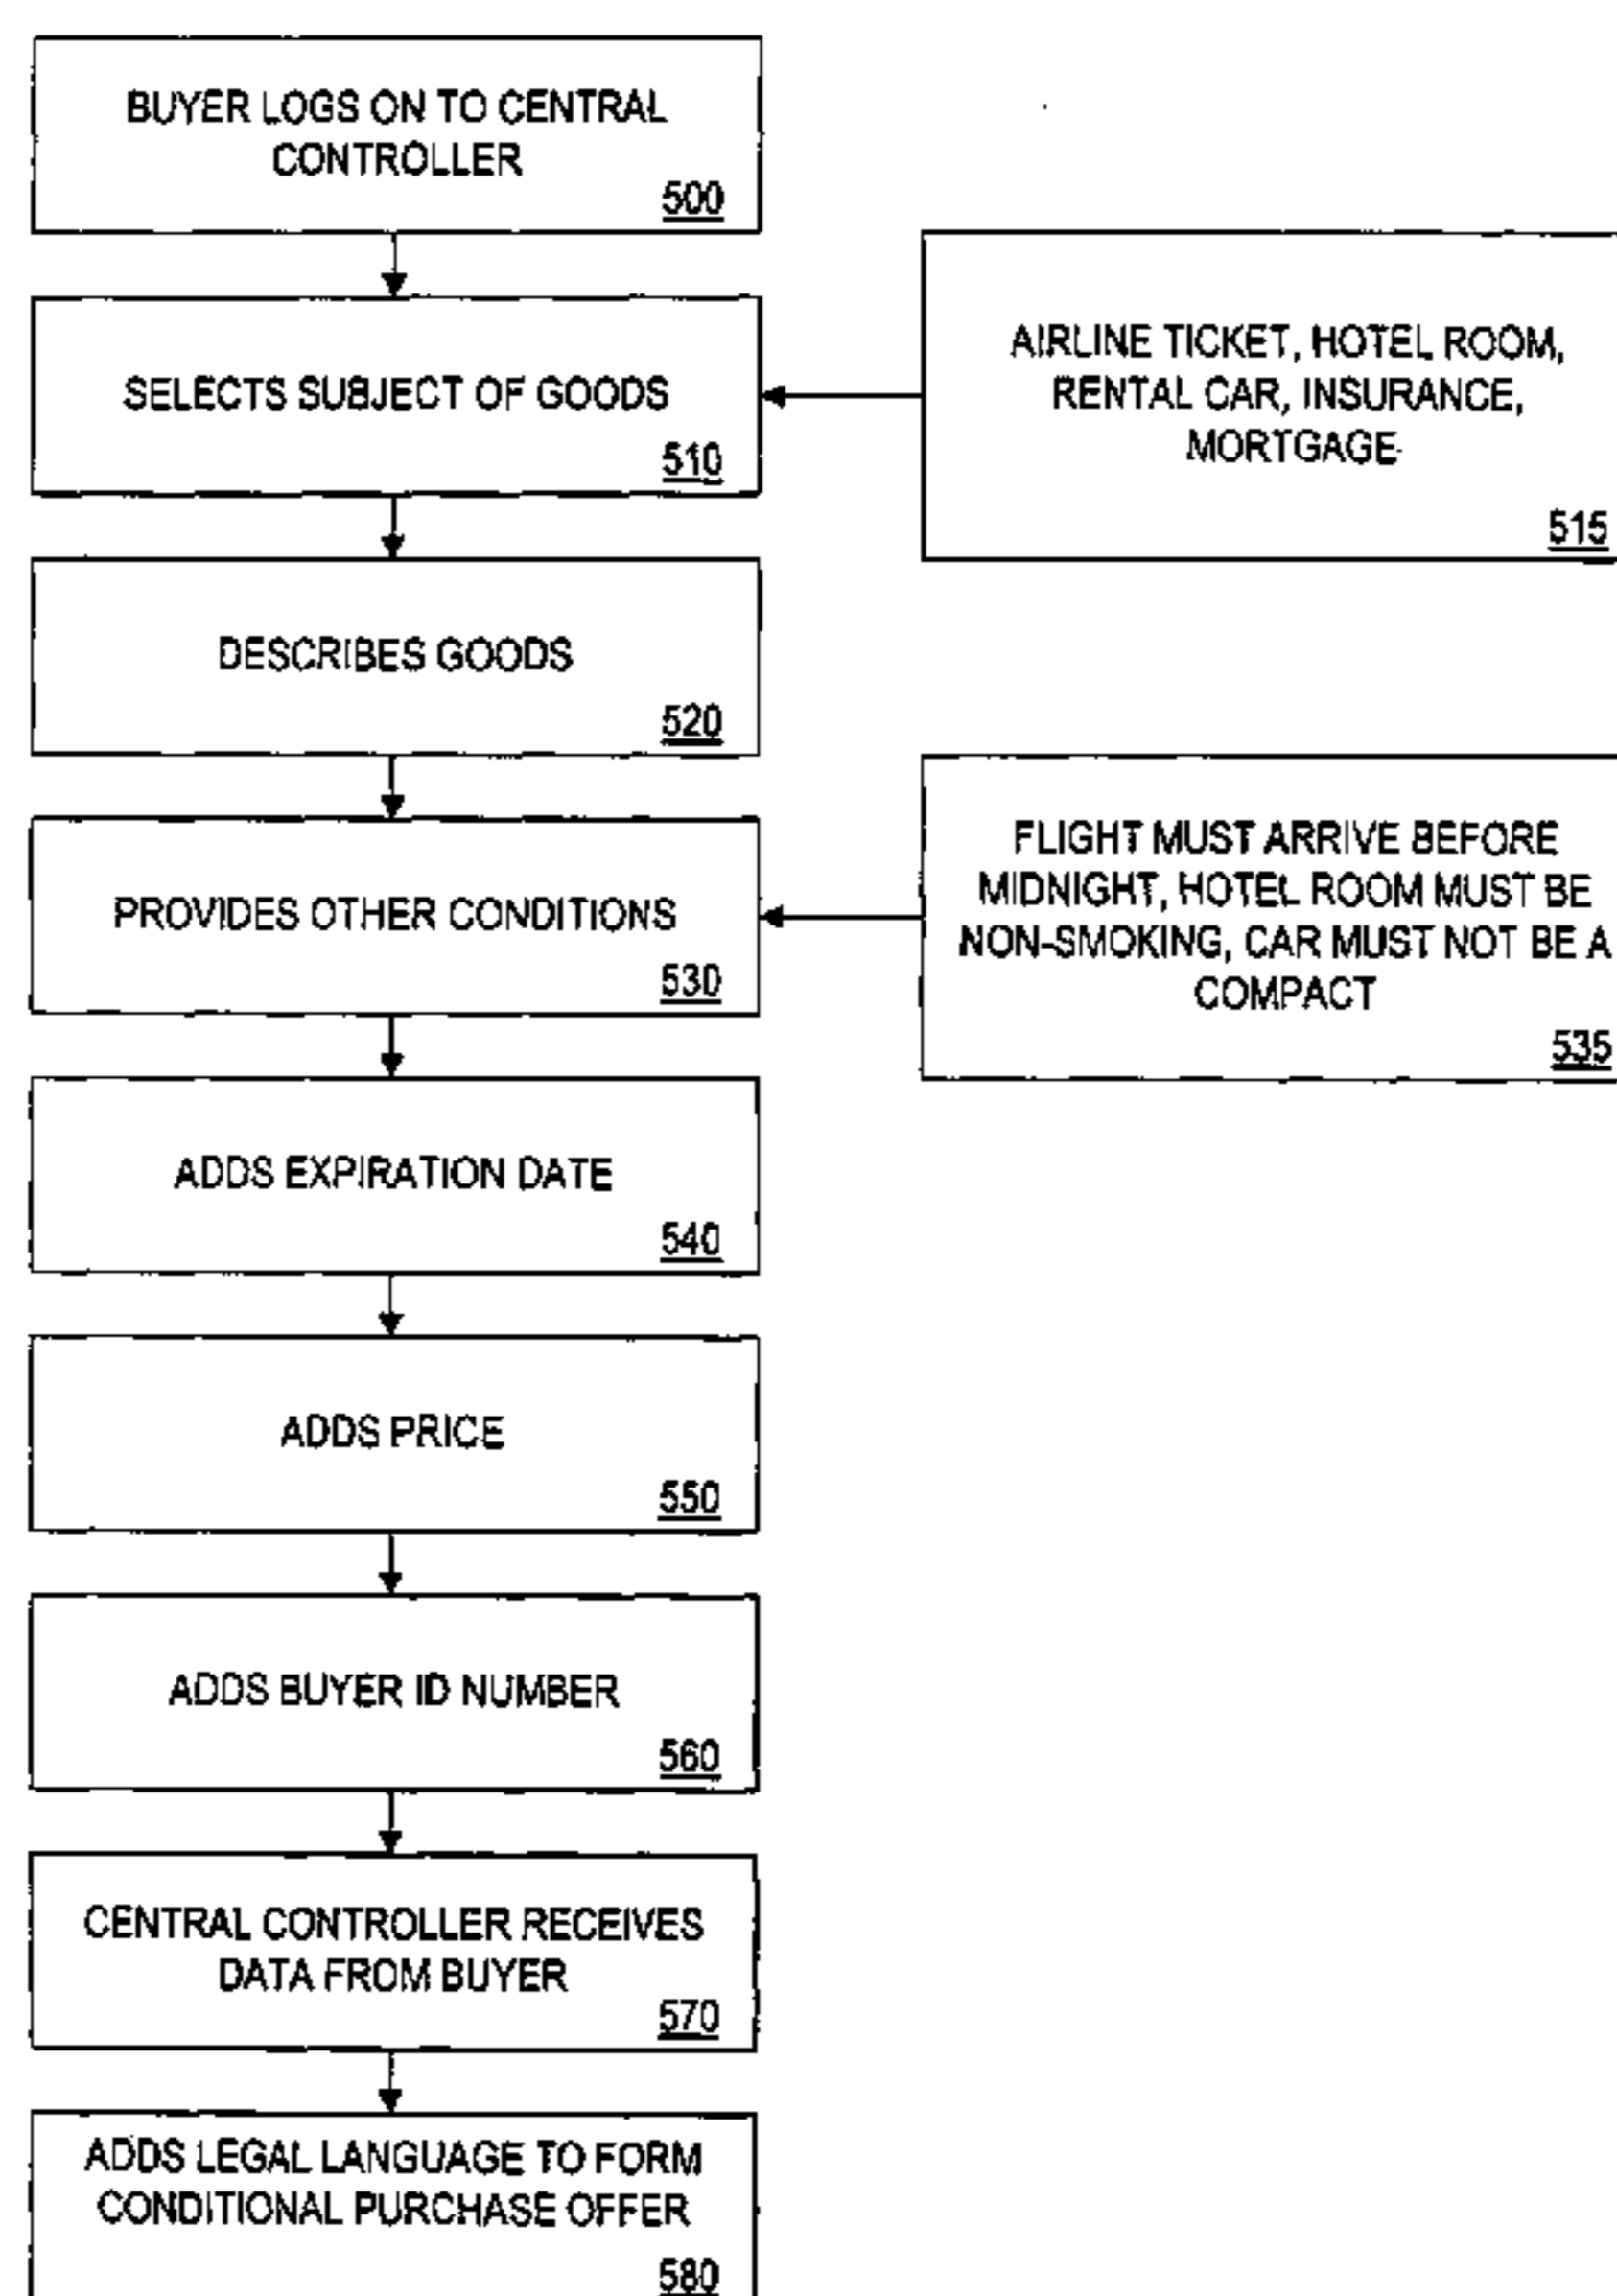 BUYER LOGS ON TO CENTRAL
CONTROLLER
500
SELECTS SUBJECT OF GOODS
510
AIRLINE TICKET, HOTEL ROOM,
RENTAL CAR, INSURANCE,
MORTGAGE
515
DESCRIBES GOODS
520
PROVIDES OTHER CONDITIONS
530
FLIGHT MUST ARRIVE BEFORE
MIDNIGHT, HOTEL ROOM MUST BE
NON-SMOKING, CAR MUST NOT BE A
COMPACT
535
ADDS EXPIRATION DATE
540
ADDS PRICE
550
ADDS BUYER ID NUMBER
560
CENTRAL CONTROLLER RECEIVES
DATA FROM BUYER
570
ADDS LEGAL LANGUAGE TO FORM
CONDITIONAL PURCHASE OFFER
580